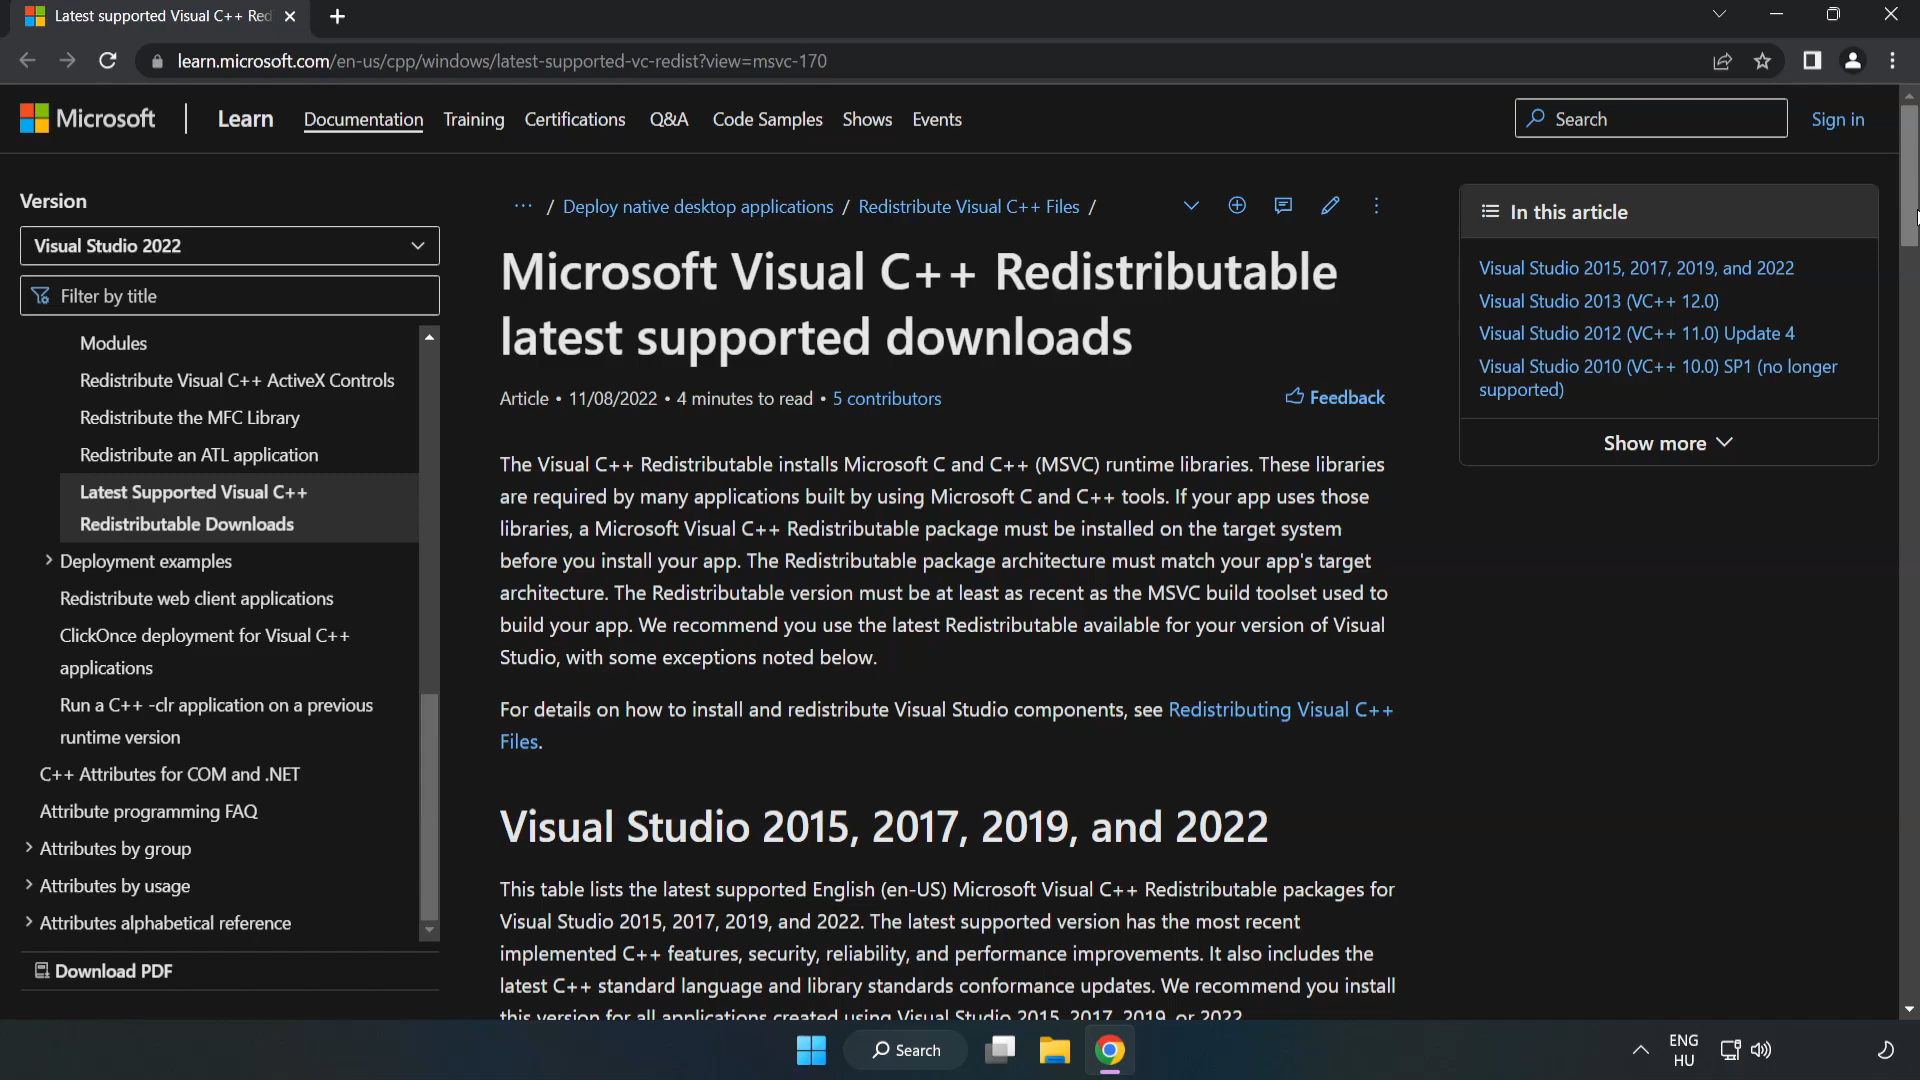 Latest supported Visual C++ Red
learn.microsoft.com/en-us/cpp/windows/latest-supported-vc-redist?view=msvc-170
Microsoft
Learn
Documentation
Training
Certifications
Q&A
Code Samples
Shows
Events
Search
Sign in
Version
Visual Studio 2022
Filter by title
Modules
Redistribute Visual C++ ActiveX Controls
Redistribute the MFC Library
Redistribute an ATL application
Latest Supported Visual C++
Redistributable Downloads
Deployment examples
Redistribute web client applications
ClickOnce deployment for Visual C++
applications
Run a C++ -clr application on a previous
runtime version
C++ Attributes for COM and .NET
Attribute programming FAQ
Attributes by group
Attributes by usage
Attributes alphabetical reference
Download PDF
... / Deploy native desktop applications / Redistribute Visual C++ Files /
Microsoft Visual C++ Redistributable
latest supported downloads
Article • 11/08/2022 • 4 minutes to read • 5 contributors
Feedback
The Visual C++ Redistributable installs Microsoft C and C++ (MSVC) runtime libraries. These libraries
are required by many applications built by using Microsoft C and C++ tools. If your app uses those
libraries, a Microsoft Visual C++ Redistributable package must be installed on the target system
before you install your app. The Redistributable package architecture must match your app's target
architecture. The Redistributable version must be at least as recent as the MSVC build toolset used to
build your app. We recommend you use the latest Redistributable available for your version of Visual
Studio, with some exceptions noted below.
For details on how to install and redistribute Visual Studio components, see Redistributing Visual C++
Files.
Visual Studio 2015, 2017, 2019, and 2022
This table lists the latest supported English (en-US) Microsoft Visual C++ Redistributable packages for
Visual Studio 2015, 2017, 2019, and 2022. The latest supported version has the most recent
implemented C++ features, security, reliability, and performance improvements. It also includes the
latest C++ standard language and library standards conformance updates. We recommend you install
this version for all applications created using Visual Studio 2015, 2017, 2019, or 2022.
In this article
Visual Studio 2015, 2017, 2019, and 2022
Visual Studio 2013 (VC++ 12.0)
Visual Studio 2012 (VC++ 11.0) Update 4
Visual Studio 2010 (VC++ 10.0) SP1 (no longer
supported)
Show more
Search
ENG
HU